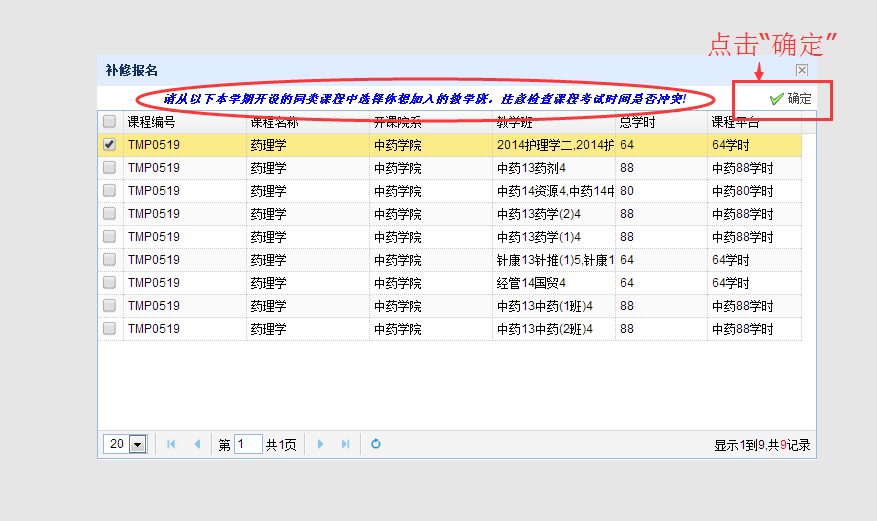 点击“确定”
补修报名
请从以下本学期开设的同类课程中选择你想加入的教学班，注意检查课程考试时间是否冲突!
确定
课程编号 课程名称 开课院系 教学班 总学时 课程平台
TMP0519 药理学 中药学院 2014护理学二,2014护 64 64学时
TMP0519 药理学 中药学院 中药13药剂4 88 中药88学时
TMP0519 药理学 中药学院 中药14资源4,中药14中 80 中药80学时
TMP0519 药理学 中药学院 中药13药学(2)4 88 中药88学时
TMP0519 药理学 中药学院 中药13药学(1)4 88 中药88学时
TMP0519 药理学 中药学院 针康13针推(1)5,针康1 64 64学时
TMP0519 药理学 中药学院 经管14国贸4 64 64学时
TMP0519 药理学 中药学院 中药13中药(1班)4 88 中药88学时
TMP0519 药理学 中药学院 中药13中药(2班)4 88 中药88学时
20 第 1 共1页 显示1到9,共9记录